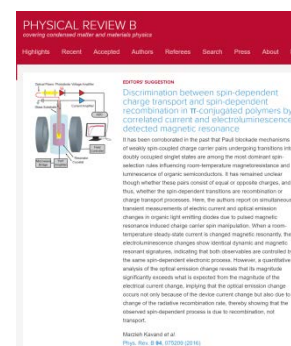 PHYSICAL REVIEW B
covering condensed matter and materials physics
Highlights Recent Accepted Authors Referees Search Press About
EDITORS' SUGGESTION
Discrimination between spin-dependent
charge transport and spin-dependent
recombination in π-conjugated polymers by
correlated current and electroluminescence
detected magnetic resonance
It has been corroborated in the past that Pauli blockade mechanisms
of weakly spin-coupled charge carrier pairs undergoing transitions into
doubly occupied singlet states are among the most dominant spin-
selection rules influencing room-temperature magnetoresistance and
luminescence of organic semiconductors. It has remained unclear
though whether these pairs consist of equal or opposite charges, and
thus, whether the spin-dependent transitions are recombination or
charge transport processes. Here, the authors report on simultaneous
transient measurements of electric current and optical emission
changes in organic light emitting diodes due to pulsed magnetic
resonance induced charge carrier spin manipulation. When a room-
temperature steady-state current is changed magnetic resonantly, the
electroluminescence changes show identical dynamic and magnetic
resonant signatures, indicating that both observables are controlled by
the same spin-dependent electronic process. However, a quantitative
analysis of the optical emission change reveals that its magnitude
significantly exceeds what is expected from the magnitude of the
electrical current change, implying that the optical emission change
occurs not only because of the device current change but also due to
change of the radiative recombination rate, thereby showing that the
observed spin-dependent process is due to recombination, not
transport.
Marzieh Kavand et al.
Phys. Rev. B 94, 075209 (2016)